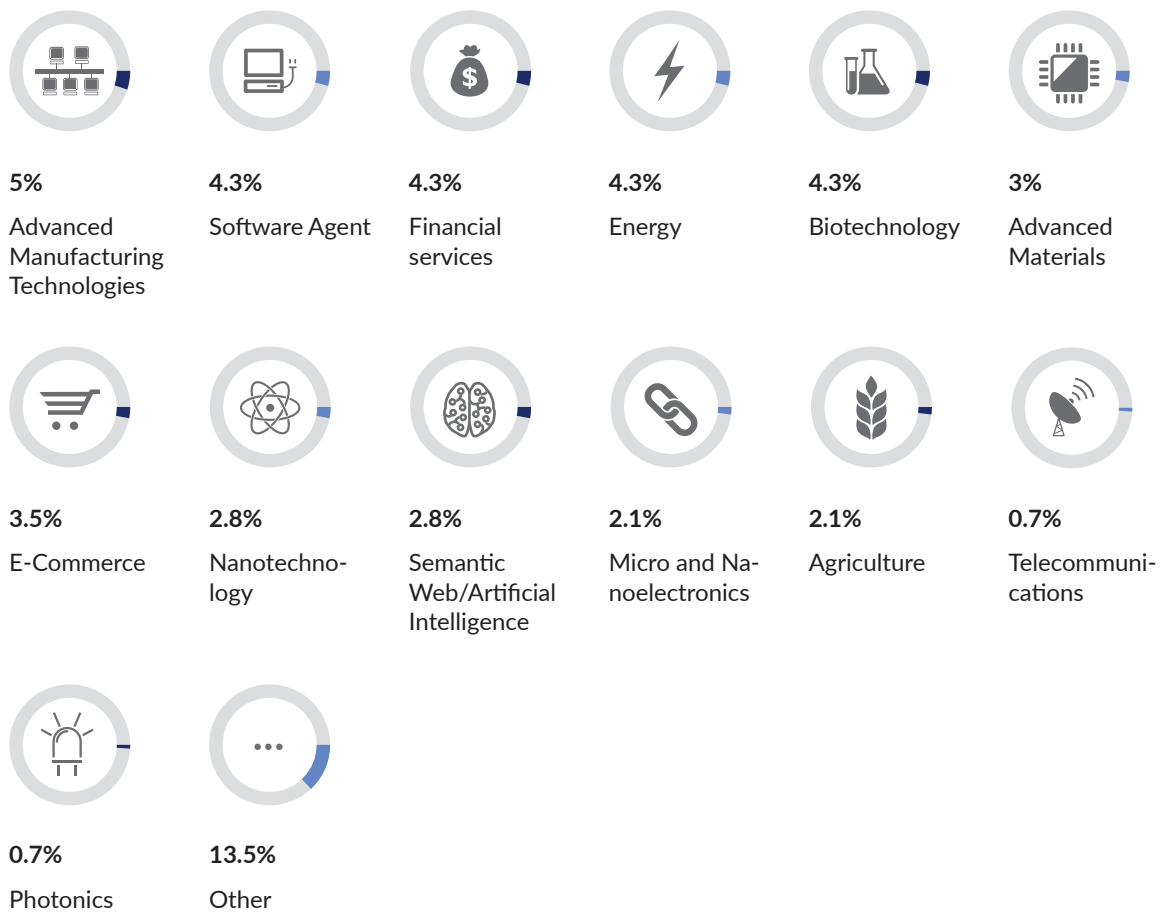 5%
Advanced
Manufacturing
Technologies
4.3%
Software Agent
4.3%
Financial
services
4.3%
Energy
4.3%
Biotechnology
3%
Advanced
Materials
3.5%
E-Commerce
2.8%
Nanotechno-
logy
2.8%
Semantic
Web/Artificial
Intelligence
2.1%
Micro and Na-
noelectronics
2.1%
Agriculture
0.7%
Telecommuni-
cations
0.7%
Photonics
13.5%
Other